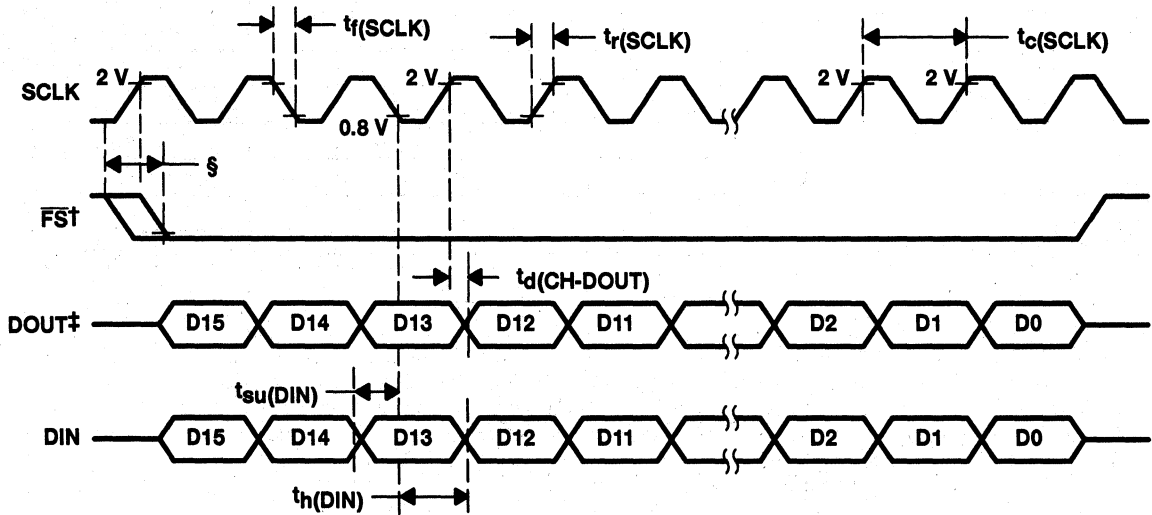 tf(SCLK)
tr(SCLK)
tc(SCLK)
SCLK
2 V
2 V
2 V
2 V
0.8 V
§
F̅S̅†
td(CH-DOUT)
DOUT‡
D15
D14
D13
D12
D11
D2
D1
D0
tsu(DIN)
DIN
D15
D14
D13
D12
D11
D2
D1
D0
th(DIN)